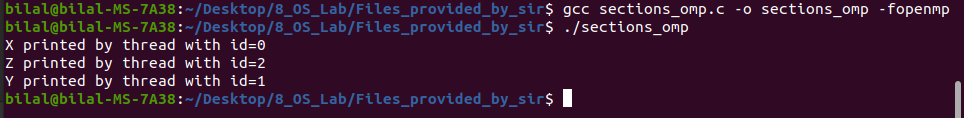 bilal@bilal-MS-7A38:~/Desktop/8_OS_Lab/Files_provided_by_sir$ gcc sections_omp.c -o sections_omp -fopenmp
bilal@bilal-MS-7A38:~/Desktop/8_OS_Lab/Files_provided_by_sir$ ./sections_omp
X printed by thread with id=0
Z printed by thread with id=2
Y printed by thread with id=1
bilal@bilal-MS-7A38:~/Desktop/8_OS_Lab/Files_provided_by_sir$